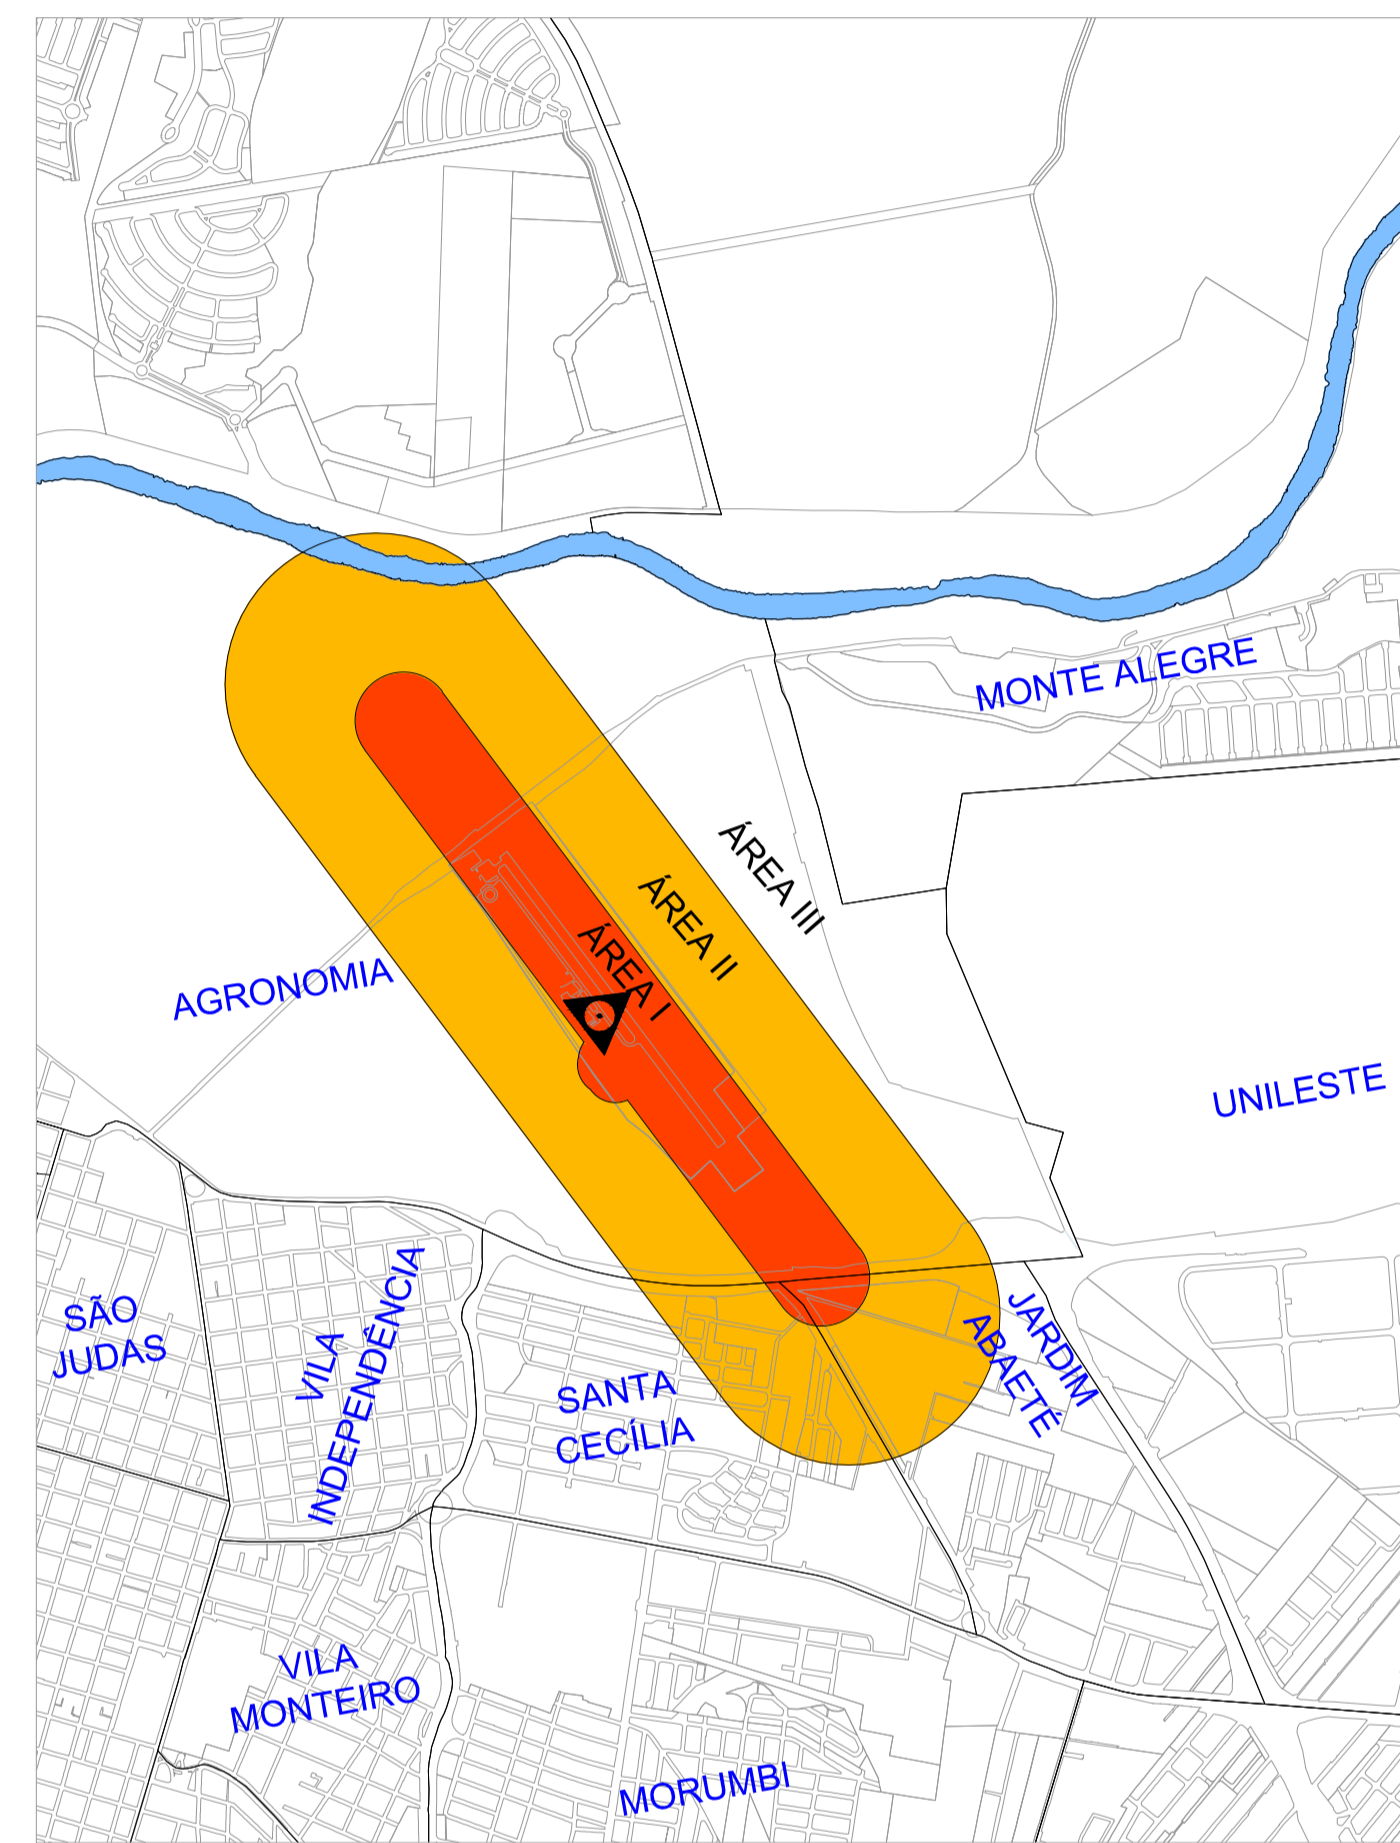 MONTE ALEGRE
ÁREA III
ÁREA II
ÁREA I
AGRONOMIA
UNILESTE
SÃO
JUDAS
VILA
INDEPENDÊNCIA
SANTA
CECÍLIA
JARDIM
ABAETÉ
VILA
MONTEIRO
MORUMBI